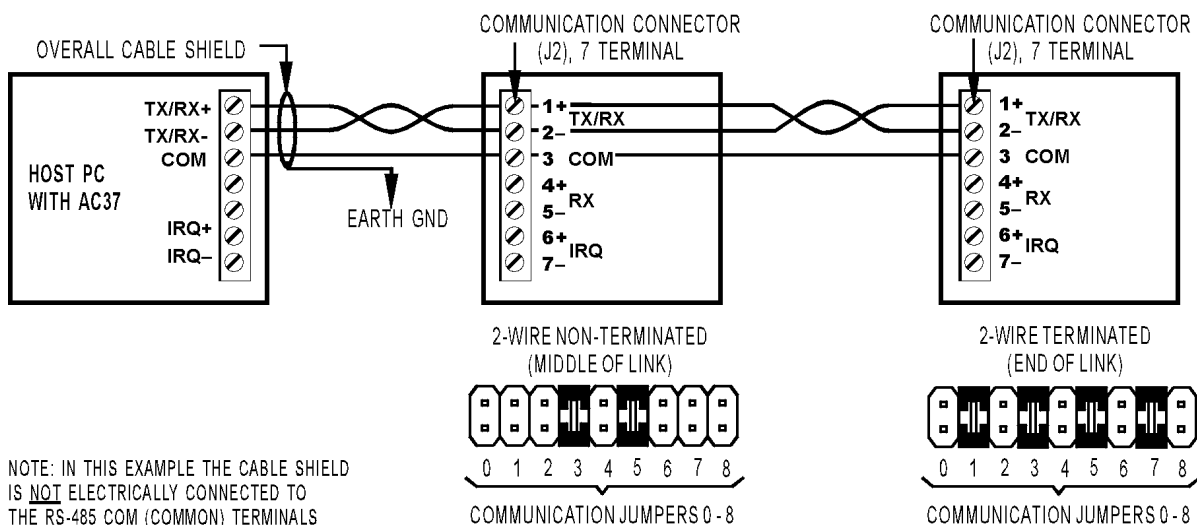 COMMUNICATION CONNECTOR
(J2), 7 TERMINAL
COMMUNICATION CONNECTOR
(J2), 7 TERMINAL
OVERALL CABLE SHIELD
HOST PC
WITH AC37
TX/RX+
TX/RX-
COM
IRQ+
IRQ–
EARTH GND
1+
TX/RX
2–
3 COM
4+
RX
5–
6+
IRQ
7–
1+
TX/RX
2–
3 COM
4+
RX
5–
6+
IRQ
7–
2-WIRE NON-TERMINATED
(MIDDLE OF LINK)
0 1 2 3 4 5 6 7 8
COMMUNICATION JUMPERS 0 - 8
2-WIRE TERMINATED
(END OF LINK)
0 1 2 3 4 5 6 7 8
COMMUNICATION JUMPERS 0 - 8
NOTE: IN THIS EXAMPLE THE CABLE SHIELD
IS NOT ELECTRICALLY CONNECTED TO
THE RS-485 COM (COMMON) TERMINALS